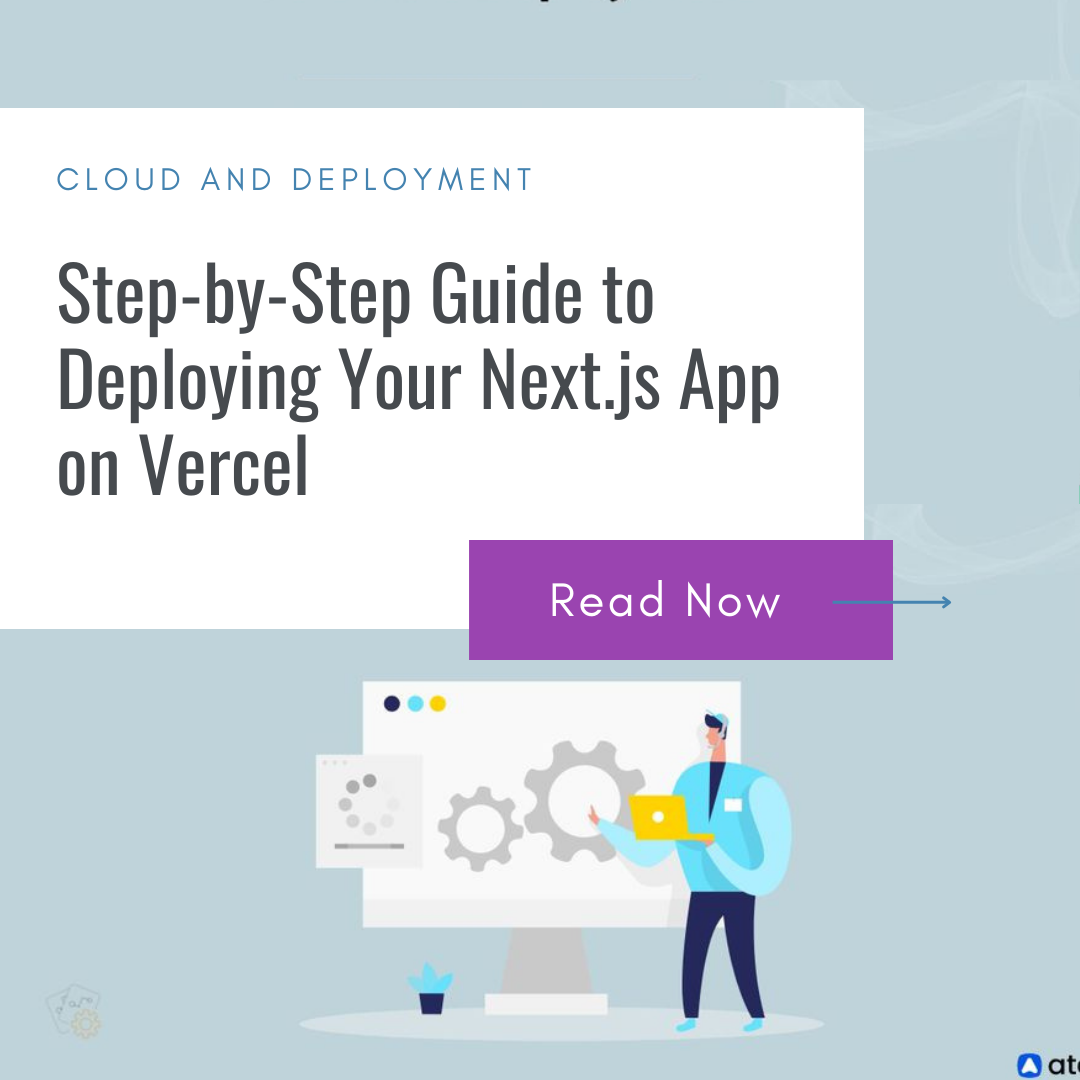 CLOUD AND DEPLOYMENT
Step-by-Step Guide to
Deploying Your Next.js App
on Vercel
Read Now